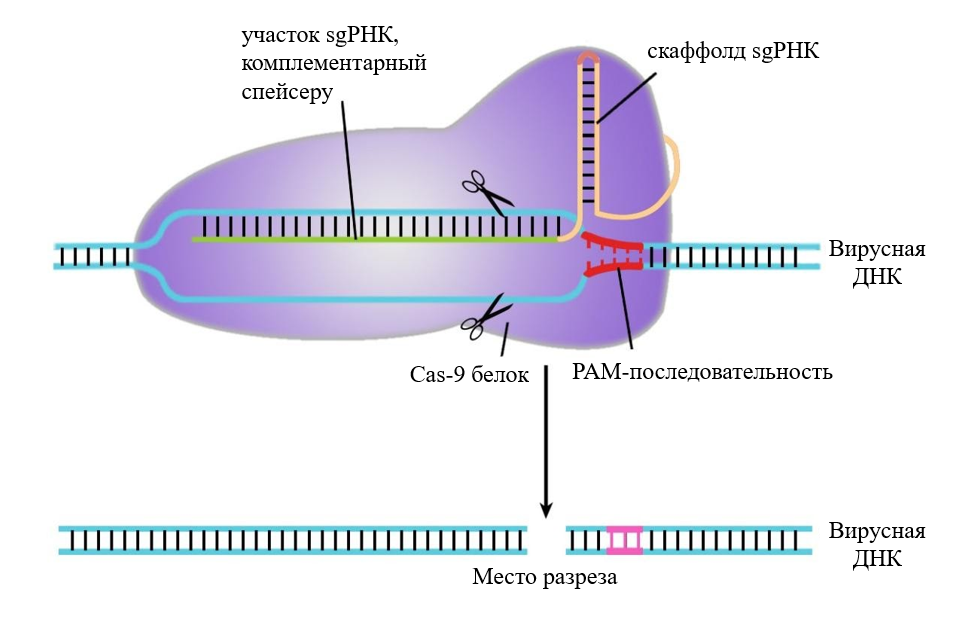 участок sgРНК,
комплементарный
спейсеру
скаффолд sgРНК
Вирусная
ДНК
Cas-9 белок
PAM-последовательность
Вирусная
ДНК
Место разреза